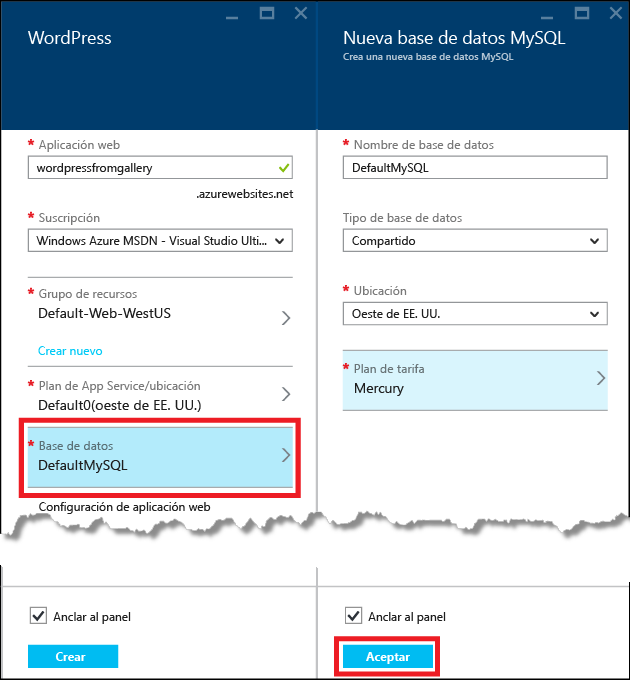 WordPress
* Aplicación web
wordpressfromgallery
.azurewebsites.net
* Suscripción
Windows Azure MSDN - Visual Studio Ulti...
* Grupo de recursos
Default-Web-WestUS
Crear nuevo
* Plan de App Service/ubicación
Default0(oeste de EE. UU.)
* Base de datos
DefaultMySQL
Configuración de aplicación web
Anclar al panel
Crear
Nueva base de datos MySQL
Crea una nueva base de datos MySQL
* Nombre de base de datos
DefaultMySQL
Tipo de base de datos
Compartido
* Ubicación
Oeste de EE. UU.
* Plan de tarifa
Mercury
Anclar al panel
Aceptar